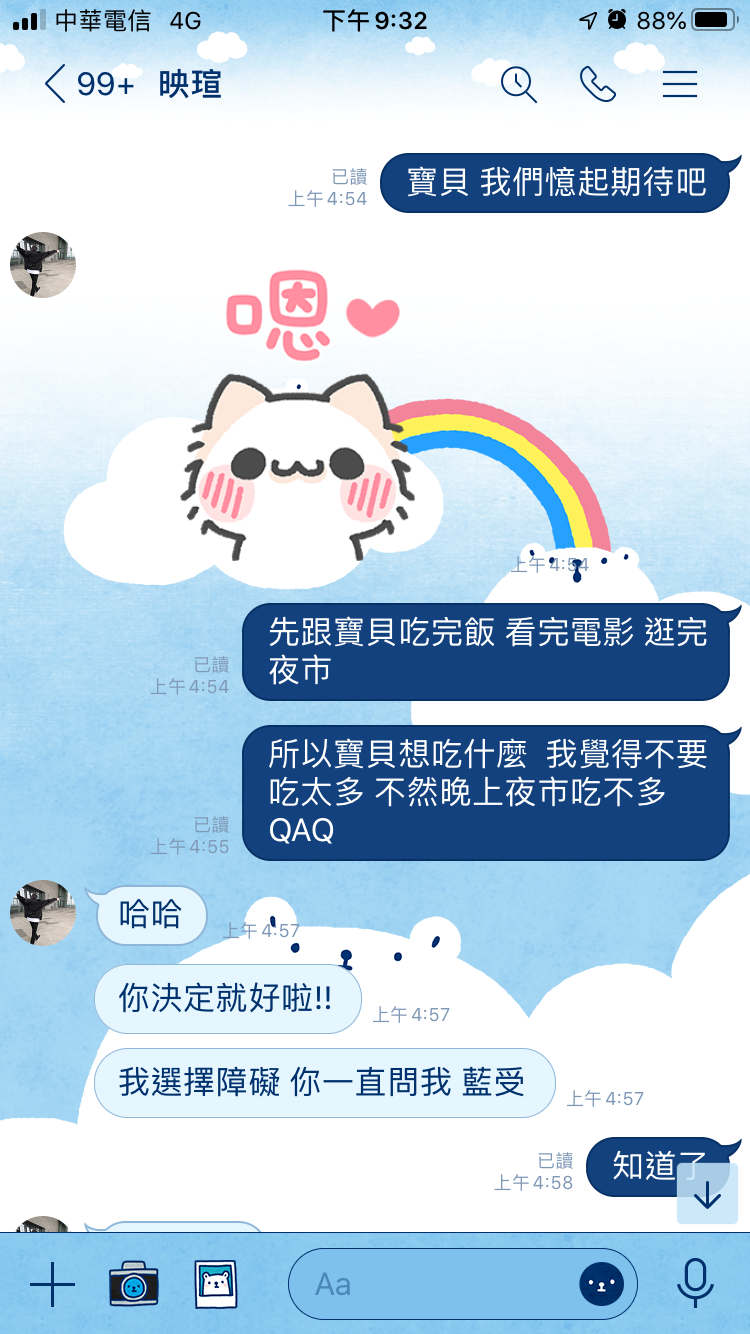 中華電信 4G 下午9:32 88%
99+ 映瑄
寶貝 我們憶起期待吧
已讀
上午4:54
嗯
上午4:54
先跟寶貝吃完飯 看完電影 逛完
夜市
已讀
上午4:54
所以寶貝想吃什麼 我覺得不要
吃太多 不然晚上夜市吃不多
QAQ
已讀
上午4:55
哈哈
上午4:57
你決定就好啦!!
上午4:57
我選擇障礙 你一直問我 藍受
上午4:57
知道了
已讀
上午4:58
Aa